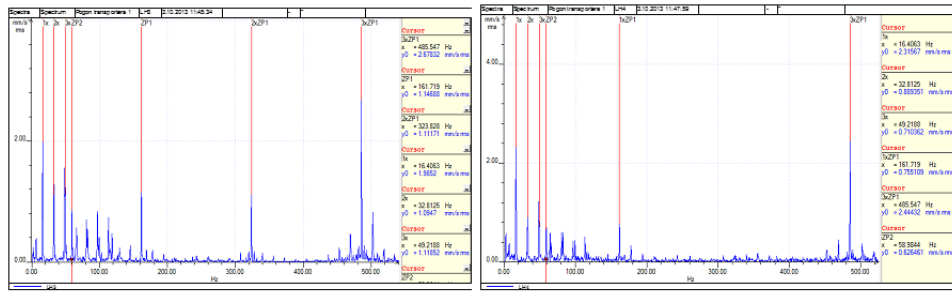 Spectra Spectrum Pogon transportera 1 LH3 3.10.2013 11:45.34 - *
mm/s rms
1x 2x 3xZP2 ZP1 2xZP1 3xZP1
2.00
0.00
0.00 100.00 200.00 300.00 400.00 500.00
Hz
LH3
Cursor
3xZP1
x = 485.547 Hz
y0 = 2.67832 mm/s rms
Cursor
ZP1
x = 161.719 Hz
y0 = 1.14688 mm/s rms
Cursor
2xZP1
x = 323.828 Hz
y0 = 1.11171 mm/s rms
Cursor
1x
x = 16.4063 Hz
y0 = 1.9852 mm/s rms
Cursor
2x
x = 32.8125 Hz
y0 = 1.0947 mm/s rms
Cursor
3x
x = 49.2188 Hz
y0 = 1.11852 mm/s rms
Cursor
ZP2
Spectra Spectrum Pogon transportera 1 LH4 3.10.2013 11:47:59 - *
mm/s rms
1x 2x 3xZP2 1xZP1 3xZP1
4.00
2.00
0.00
0.00 100.00 200.00 300.00 400.00 500.00
Hz
LH4
Cursor
1x
x = 16.4063 Hz
y0 = 2.31567 mm/s rms
Cursor
2x
x = 32.8125 Hz
y0 = 0.889351 mm/s rms
Cursor
3x
x = 49.2188 Hz
y0 = 0.710362 mm/s rms
Cursor
1xZP1
x = 161.719 Hz
y0 = 0.755109 mm/s rms
Cursor
3xZP1
x = 485.547 Hz
y0 = 2.44432 mm/s rms
Cursor
ZP2
x = 58.9844 Hz
y0 = 0.626461 mm/s rms